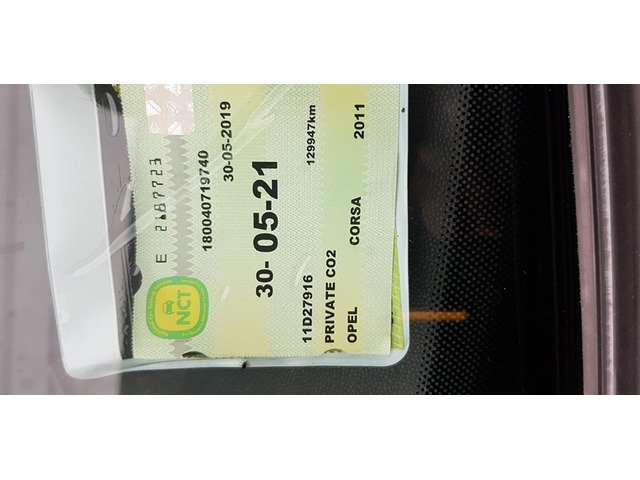 E 2187723
NCT
180040719740
30-05-2019
30-05-21
129947km
11D27916
PRIVATE CO2
OPEL CORSA 2011